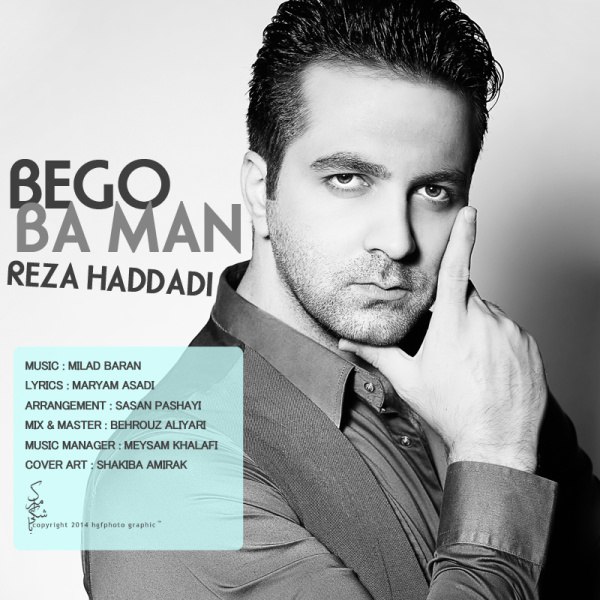 BEGO
BA MAN
REZA HADDADI
MUSIC : MILAD BARAN
LYRICS : MARYAM ASADI
ARRANGEMENT : SASAN PASHAYI
MIX & MASTER : BEHROUZ ALIYARI
MUSIC MANAGER : MEYSAM KHALAFI
COVER ART : SHAKIBA AMIRAK
copyright 2014 hgfphoto graphic ™